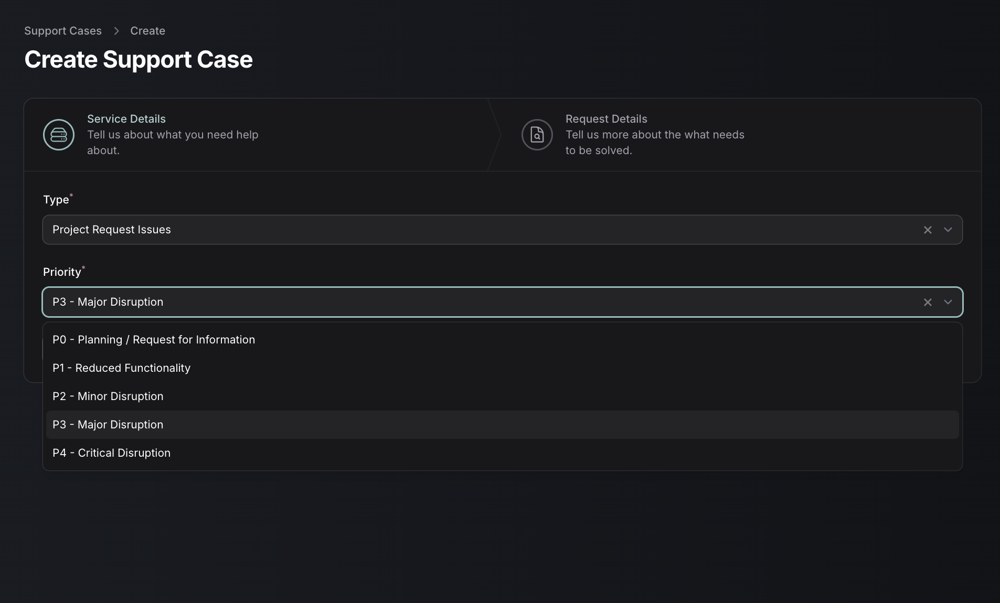 Support Cases > Create
Create Support Case
Service Details
Tell us about what you need help
about.
Request Details
Tell us more about the what needs
to be solved.
Type*
Project Request Issues
Priority*
P3 - Major Disruption
P0 - Planning / Request for Information
P1 - Reduced Functionality
P2 - Minor Disruption
P3 - Major Disruption
P4 - Critical Disruption